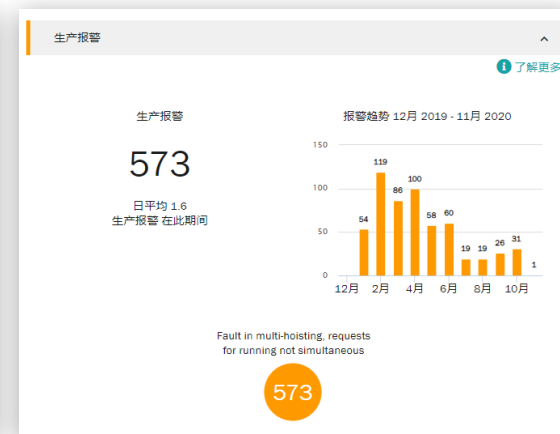 生产报警
了解更多
生产报警
573
日平均 1.6
生产报警 在此期间
报警趋势 12月 2019 - 11月 2020
150
100
50
0
54
119
86
100
58
60
19
19
26
31
1
12月
2月
4月
6月
8月
10月
Fault in multi-hoisting, requests
for running not simultaneous
573